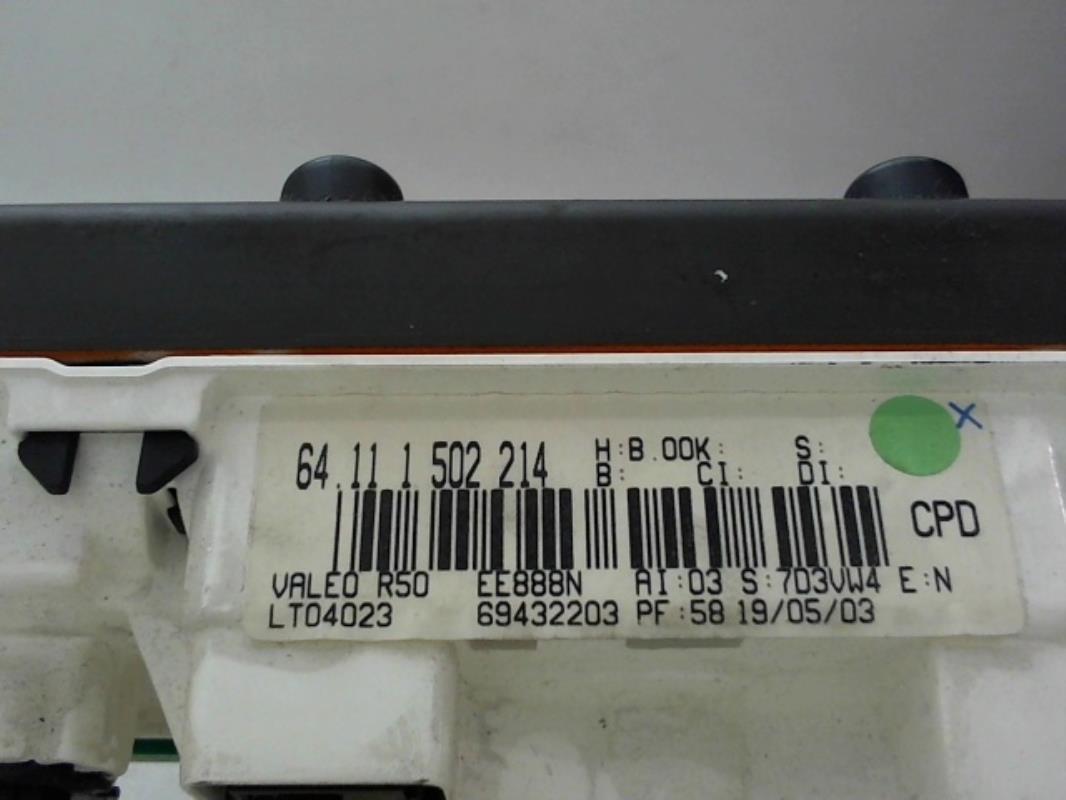 64.11 1 502 214 H:B.00K: S:
B: CI: DI:
CPD
VALEO R50 EE888N AI:03 S:7D3VW4 E:N
LT04023 69432203 PF:58 19/05/03